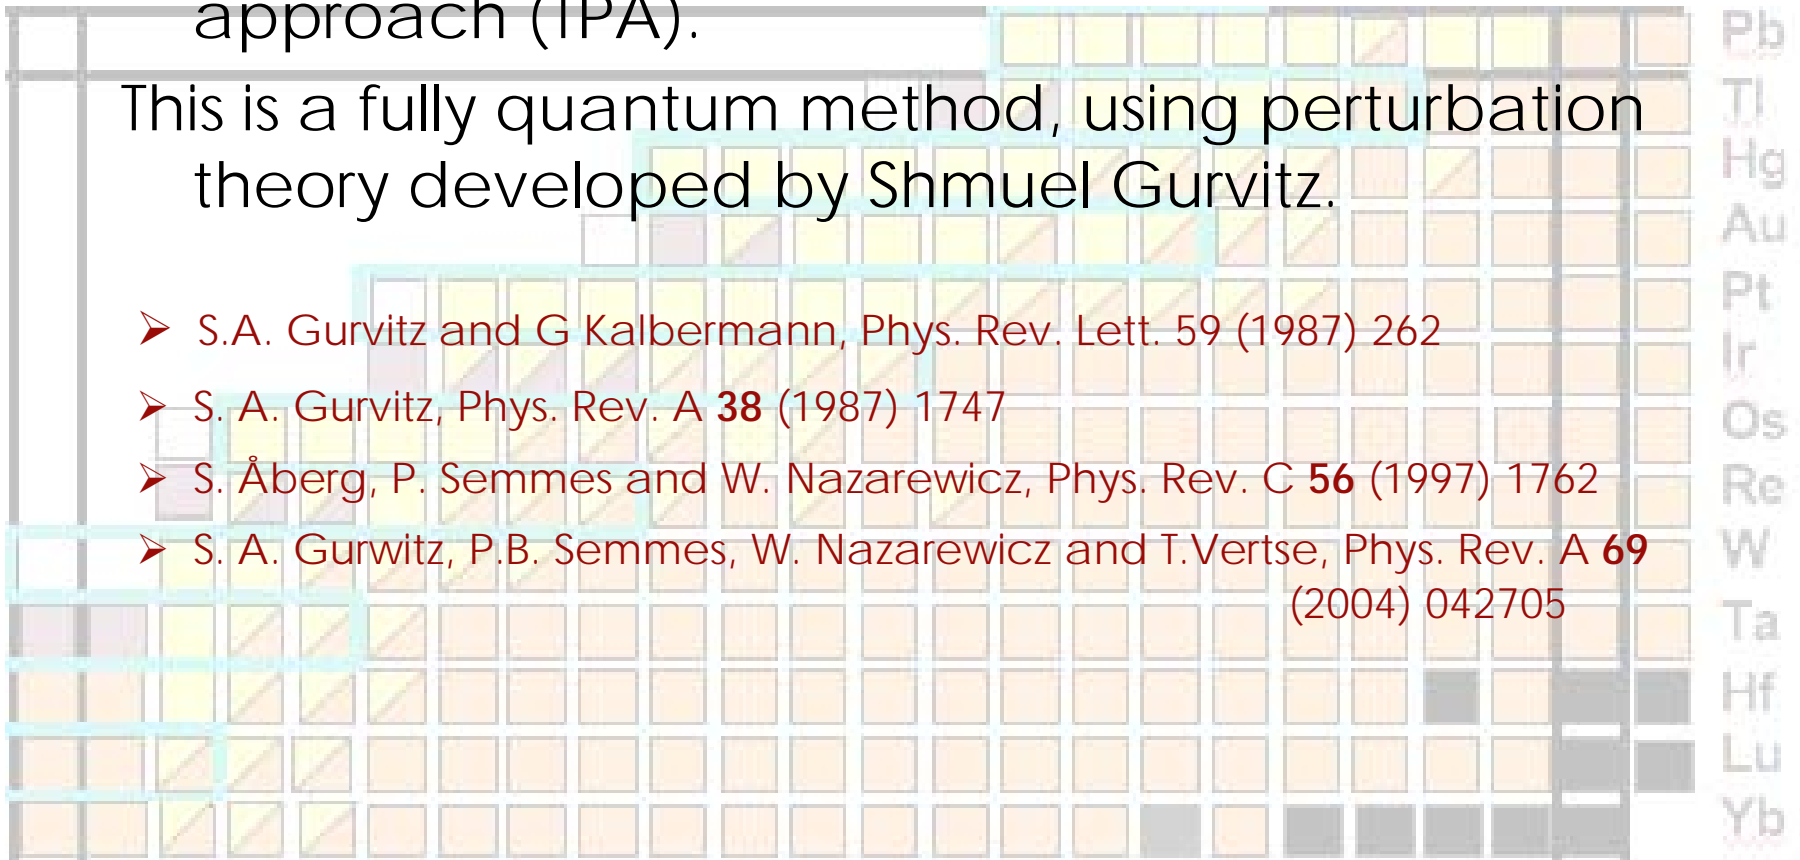 approach (TPA).
This is a fully quantum method, using perturbation
theory developed by Shmuel Gurvitz.
➢ S.A. Gurvitz and G Kalbermann, Phys. Rev. Lett. 59 (1987) 262
➢ S. A. Gurvitz, Phys. Rev. A 38 (1987) 1747
➢ S. Åberg, P. Semmes and W. Nazarewicz, Phys. Rev. C 56 (1997) 1762
➢ S. A. Gurwitz, P.B. Semmes, W. Nazarewicz and T.Vertse, Phys. Rev. A 69
(2004) 042705
Pb
Tl
Hg
Au
Pt
Ir
Os
Re
W
Ta
Hf
Lu
Yb